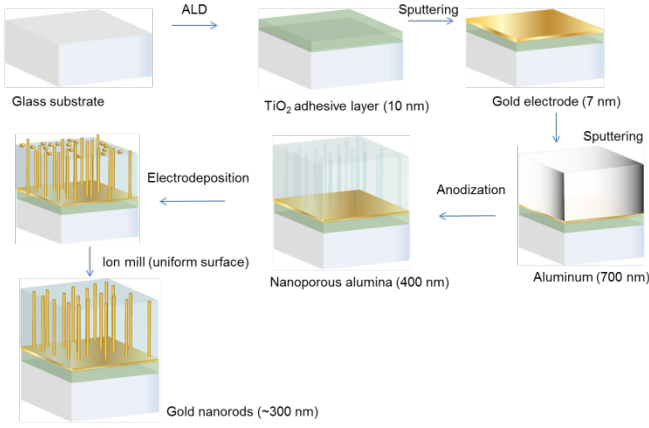 ALD
Sputtering
Glass substrate
TiO₂ adhesive layer (10 nm)
Gold electrode (7 nm)
Sputtering
Electrodeposition
Anodization
Ion mill (uniform surface)
Nanoporous alumina (400 nm)
Aluminum (700 nm)
Gold nanorods (~300 nm)